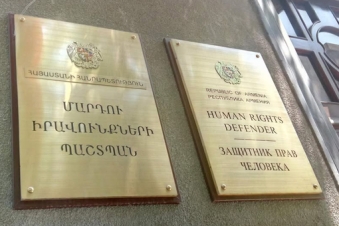 ՀԱՅԱՍՏԱՆԻ ՀԱՆՐԱՊԵՏՈՒԹՅՈՒՆ
ՄԱՐԴՈՒ
ԻՐԱՎՈՒՆՔՆԵՐԻ
ՊԱՇՏՊԱՆ
REPUBLIC OF ARMENIA
РЕСПУБЛИКА АРМЕНИЯ
HUMAN RIGHTS
DEFENDER
ЗАЩИТНИК ПРАВ
ЧЕЛОВЕКА